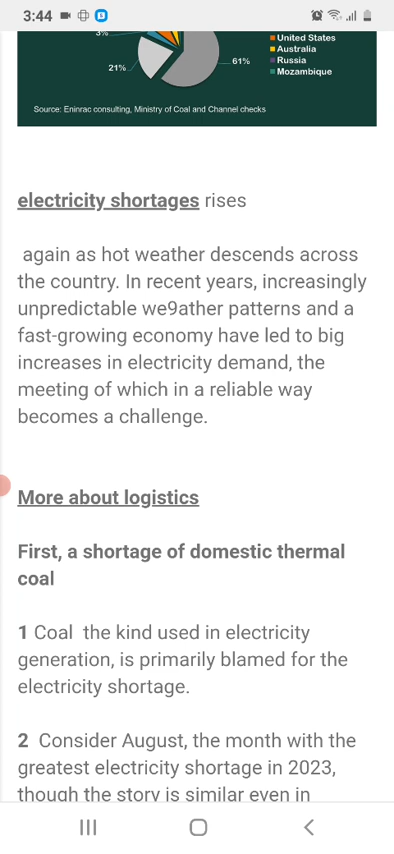 3:44
3%
United States
Australia
61%
Russia
21%
Mozambique
Source: Eninrac consulting, Ministry of Coal and Channel checks
electricity shortages rises
again as hot weather descends across
the country. In recent years, increasingly
unpredictable we9ather patterns and a
fast-growing economy have led to big
increases in electricity demand, the
meeting of which in a reliable way
becomes a challenge.
More about logistics
First, a shortage of domestic thermal
coal
1 Coal  the kind used in electricity
generation, is primarily blamed for the
electricity shortage.
2  Consider August, the month with the
greatest electricity shortage in 2023,
though the story is similar even in